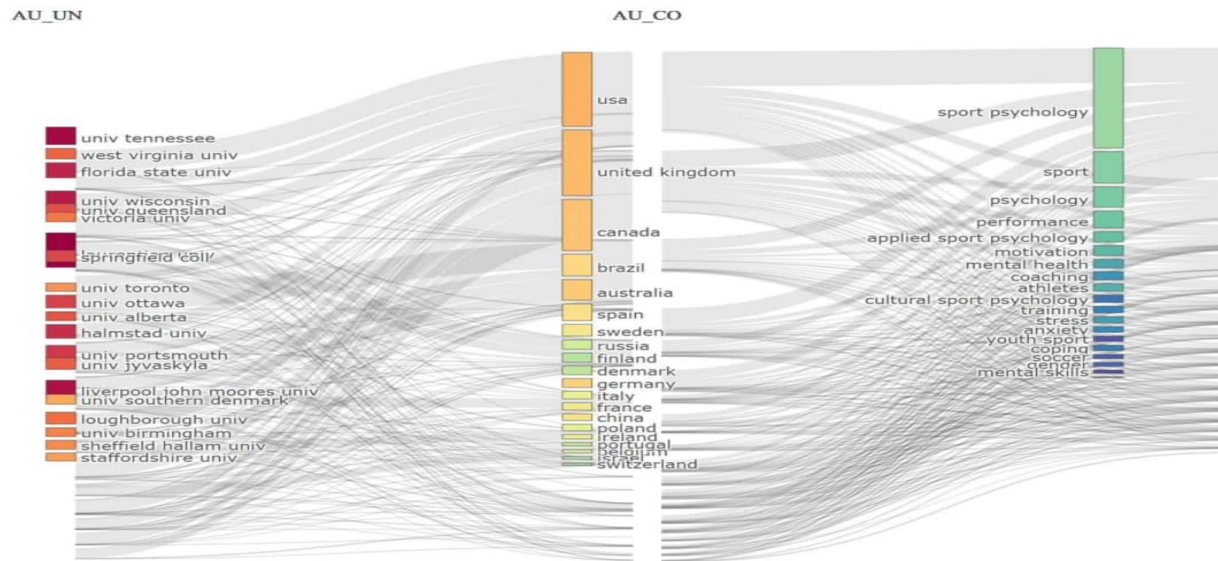 AU_UN
AU_CO
univ tennessee
west virginia univ
florida state univ
univ wisconsin
univ queensland
victoria univ
springfield coll
univ toronto
univ ottawa
univ alberta
halmstad univ
univ portsmouth
univ jyvaskyla
liverpool john moores univ
univ southern denmark
loughborough univ
univ birmingham
sheffield hallam univ
staffordshire univ
usa
united kingdom
canada
brazil
australia
spain
sweden
russia
finland
denmark
germany
italy
france
china
poland
ireland
portugal
belgium
israel
switzerland
sport psychology
sport
psychology
performance
applied sport psychology
motivation
mental health
coaching
athletes
cultural sport psychology
training
stress
anxiety
youth sport
coping
soccer
gender
mental skills